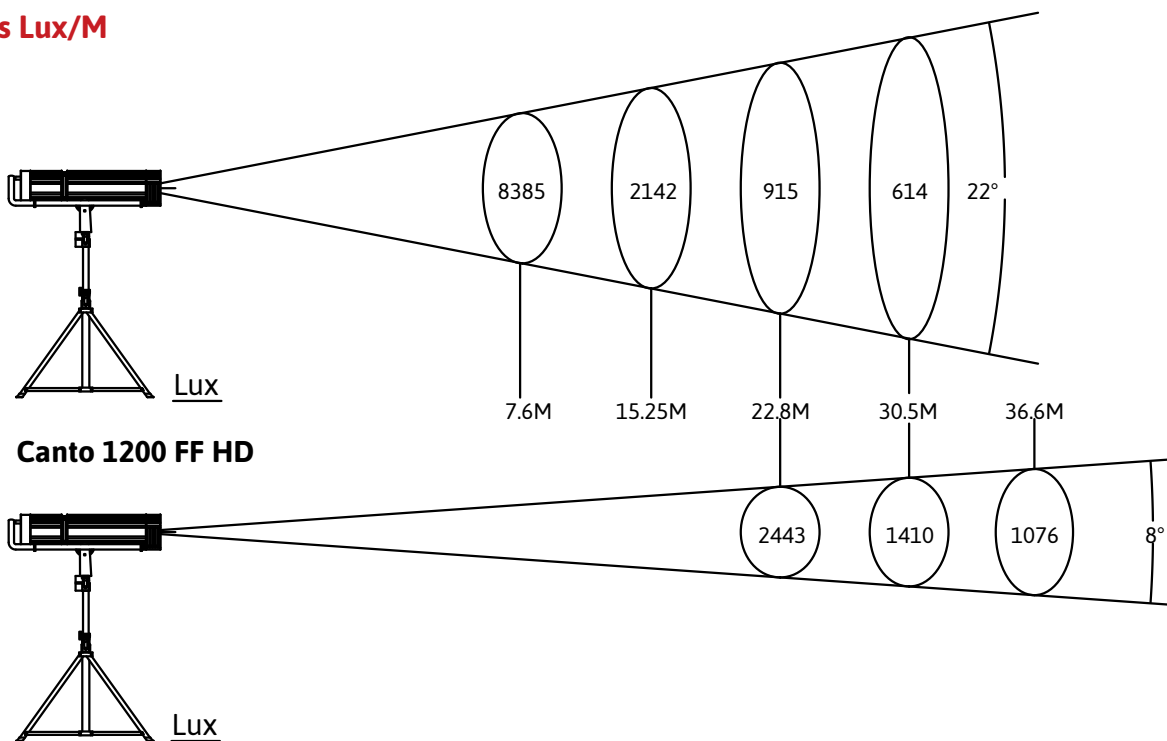 s Lux/M
8385 2142 915 614 22°
Lux
7.6M 15.25M 22.8M 30.5M 36.6M
Canto 1200 FF HD
2443 1410 1076 8°
Lux